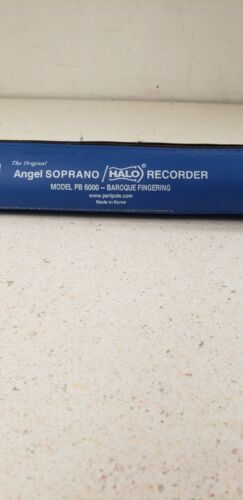 The Original
Angel SOPRANO HALO® RECORDER
MODEL PB 6000 – BAROQUE FINGERING
www.peripole.com
Made in Korea